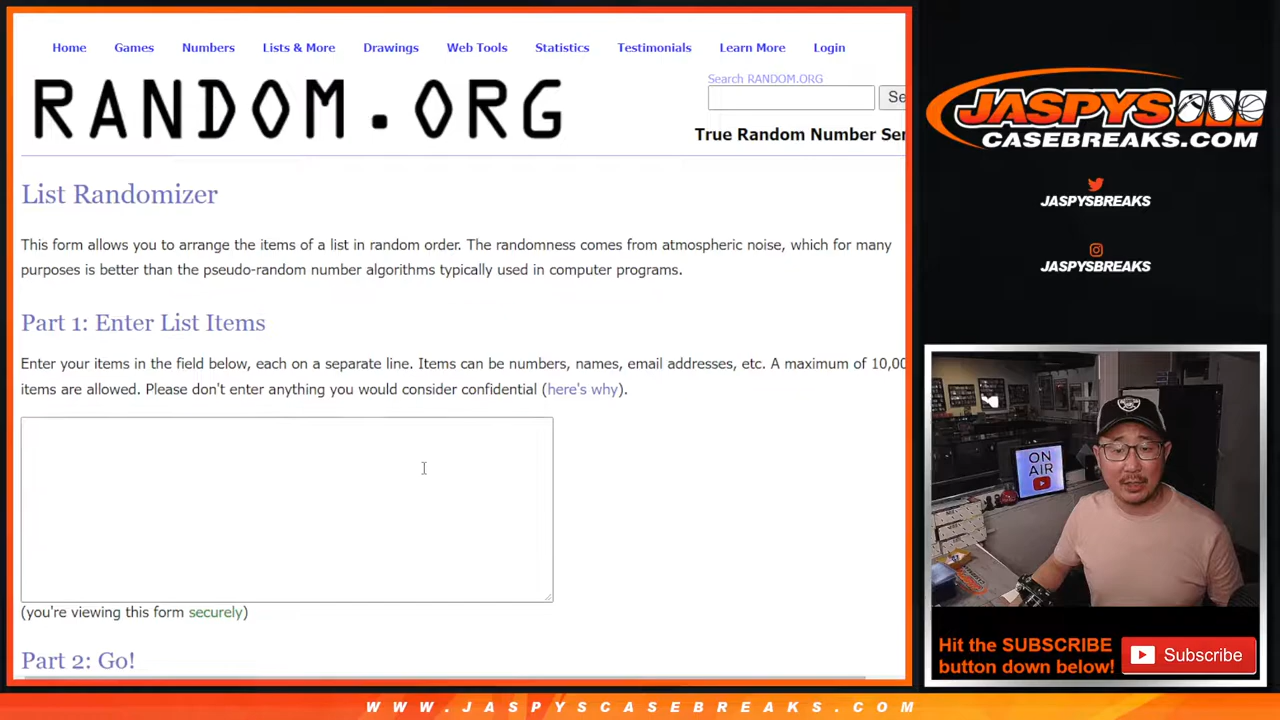 Home Games Numbers Lists & More Drawings Web Tools Statistics Testimonials Learn More Login
RANDOM.ORG
Search RANDOM.ORG
Se
True Random Number Ser
List Randomizer
This form allows you to arrange the items of a list in random order. The randomness comes from atmospheric noise, which for many
purposes is better than the pseudo-random number algorithms typically used in computer programs.
Part 1: Enter List Items
Enter your items in the field below, each on a separate line. Items can be numbers, names, email addresses, etc. A maximum of 10,00
items are allowed. Please don't enter anything you would consider confidential (here's why).
(you're viewing this form securely)
Part 2: Go!
JASPYS
CASEBREAKS.COM
JASPYSBREAKS
JASPYSBREAKS
ON
AIR
Hit the SUBSCRIBE
button down below!
Subscribe
WWW.JASPYSCASEBREAKS.COM